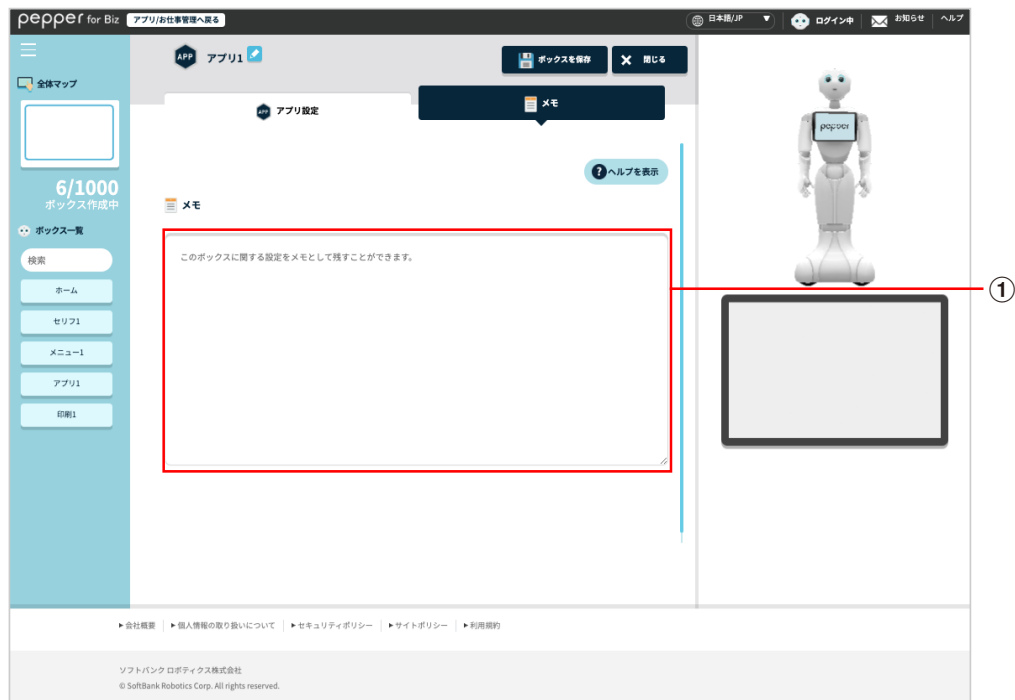 pepper for Biz アプリ/お仕事管理へ戻る 日本語/JP ▼ ログイン中 お知らせ ヘルプ
APP アプリ1 ボックスを保存 閉じる
全体マップ
APP アプリ設定 メモ
6/1000
ボックス作成中
?ヘルプを表示
メモ
ボックス一覧
検索
ホーム
セリフ1
メニュー1
アプリ1
印刷1
このボックスに関する設定をメモとして残すことができます。
pepper
①
▶会社概要 ▶個人情報の取り扱いについて ▶セキュリティポリシー ▶サイトポリシー ▶利用規約
ソフトバンク ロボティクス株式会社
© SoftBank Robotics Corp. All rights reserved.